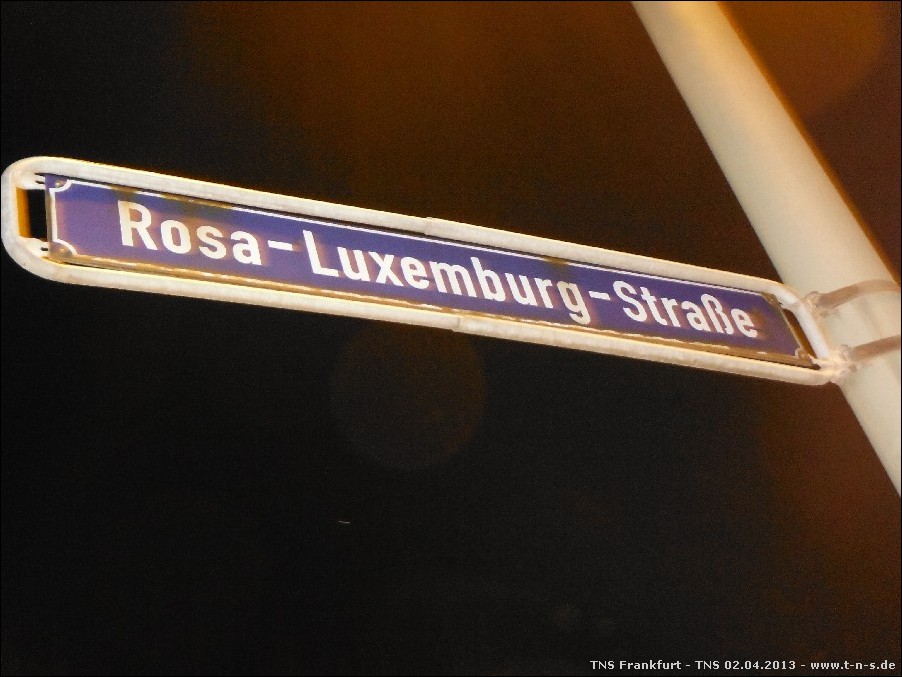 Rosa-Luxemburg-Straße
TNS Frankfurt - TNS 02.04.2013 - www.t-n-s.de